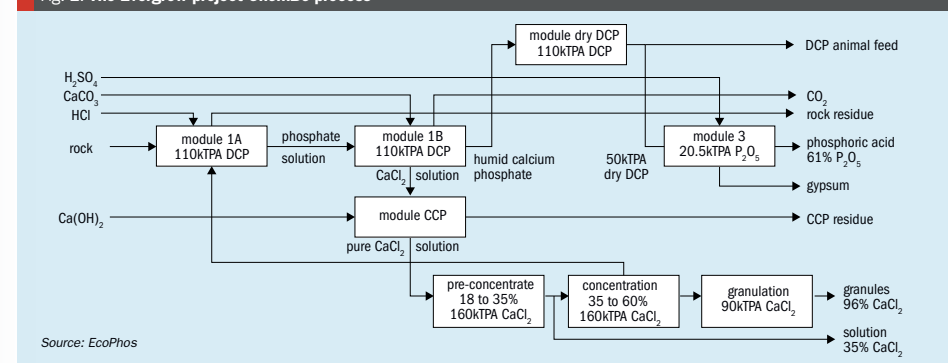 Fig. 2: The Evergrow project Chem2o process
module dry DCP
110kTPA DCP
DCP animal feed
H₂SO₄
CaCO₃
HCl
CO₂
rock residue
rock
module 1A
110kTPA DCP
phosphate
solution
module 1B
110kTPA DCP
humid calcium
phosphate
50kTPA
dry DCP
module 3
20.5kTPA P₂O₅
phosphoric acid
61% P₂O₅
gypsum
CaCl₂ solution
Ca(OH)₂
module CCP
CCP residue
pure CaCl₂ solution
pre-concentrate
18 to 35%
160kTPA CaCl₂
concentration
35 to 60%
160kTPA CaCl₂
granulation
90kTPA CaCl₂
granules
96% CaCl₂
solution
35% CaCl₂
Source: EcoPhos